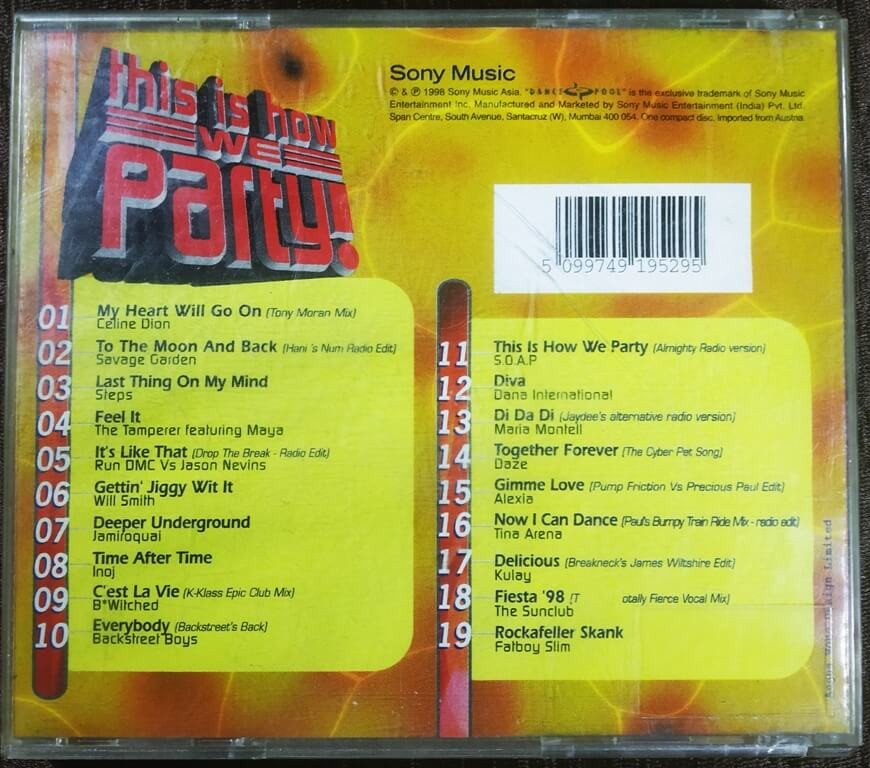 this is how
WE
Party!
Sony Music
© & ℗ 1998 Sony Music Asia. "DANCE POOL" is the exclusive trademark of Sony Music
Entertainment Inc. Manufactured and Marketed by Sony Music Entertainment (India) Pvt. Ltd.
Span Centre, South Avenue, Santacruz (W), Mumbai 400 054. One compact disc. Imported from Austria.
5 099749 195295
01 My Heart Will Go On (Tony Moran Mix)
Celine Dion
02 To The Moon And Back (Hani 's Num Radio Edit)
Savage Garden
03 Last Thing On My Mind
Steps
04 Feel It
The Tamperer featuring Maya
05 It's Like That (Drop The Break - Radio Edit)
Run DMC Vs Jason Nevins
06 Gettin' Jiggy Wit It
Will Smith
07 Deeper Underground
Jamiroquai
08 Time After Time
Inoj
09 C'est La Vie (K-Klass Epic Club Mix)
B*Witched
10 Everybody (Backstreet's Back)
Backstreet Boys
11 This Is How We Party (Almighty Radio version)
S.O.A.P
12 Diva
Dana International
13 Di Da Di (Jaydee's alternative radio version)
Maria Montell
14 Together Forever (The Cyber Pet Song)
Daze
15 Gimme Love (Pump Friction Vs Precious Paul Edit)
Alexia
16 Now I Can Dance (Paul's Bumpy Train Ride Mix - radio edit)
Tina Arena
17 Delicious (Breakneck's James Wiltshire Edit)
Kulay
18 Fiesta '98 (T otally Fierce Vocal Mix)
The Sunclub
19 Rockafeller Skank
Fatboy Slim
Design Limited